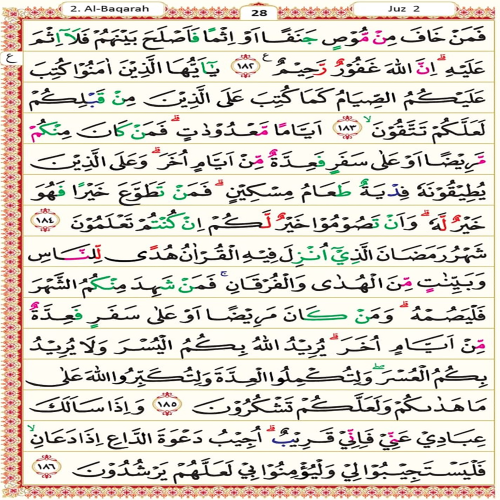 2. Al-Baqarah 28 Juz 2
فَمَنْ خَافَ مِنْ مُّوْصٍ جَنَفًا اَوْ اِثْمًا فَاَصْلَحَ بَيْنَهُمْ فَلَآ اِثْمَ
عَلَيْهِ ۗ اِنَّ اللّٰهَ غَفُوْرٌ رَّحِيْمٌ ࣖ ١٨٢ يٰٓاَيُّهَا الَّذِيْنَ اٰمَنُوْا كُتِبَ
عَلَيْكُمُ الصِّيَامُ كَمَا كُتِبَ عَلَى الَّذِيْنَ مِنْ قَبْلِكُمْ
لَعَلَّكُمْ تَتَّقُوْنَ ۙ ١٨٣ اَيَّامًا مَّعْدُوْدٰتٍ ۗ فَمَنْ كَانَ مِنْكُمْ
مَّرِيْضًا اَوْ عَلٰى سَفَرٍ فَعِدَّةٌ مِّنْ اَيَّامٍ اُخَرَ ۗ وَعَلَى الَّذِيْنَ
يُطِيْقُوْنَهٗ فِدْيَةٌ طَعَامُ مِسْكِيْنٍ ۗ فَمَنْ تَطَوَّعَ خَيْرًا فَهُوَ
خَيْرٌ لَّهٗ ۗ وَاَنْ تَصُوْمُوْا خَيْرٌ لَّكُمْ اِنْ كُنْتُمْ تَعْلَمُوْنَ ١٨٤
شَهْرُ رَمَضَانَ الَّذِيْٓ اُنْزِلَ فِيْهِ الْقُرْاٰنُ هُدًى لِّلنَّاسِ
وَبَيِّنٰتٍ مِّنَ الْهُدٰى وَالْفُرْقَانِ ۚ فَمَنْ شَهِدَ مِنْكُمُ الشَّهْرَ
فَلْيَصُمْهُ ۗ وَمَنْ كَانَ مَرِيْضًا اَوْ عَلٰى سَفَرٍ فَعِدَّةٌ
مِّنْ اَيَّامٍ اُخَرَ ۗ يُرِيْدُ اللّٰهُ بِكُمُ الْيُسْرَ وَلَا يُرِيْدُ
بِكُمُ الْعُسْرَ ۖ وَلِتُكْمِلُوا الْعِدَّةَ وَلِتُكَبِّرُوا اللّٰهَ عَلٰى
مَا هَدٰىكُمْ وَلَعَلَّكُمْ تَشْكُرُوْنَ ١٨٥ وَاِذَا سَاَلَكَ
عِبَادِيْ عَنِّيْ فَاِنِّيْ قَرِيْبٌ ۗ اُجِيْبُ دَعْوَةَ الدَّاعِ اِذَا دَعَانِ ۙ
فَلْيَسْتَجِيْبُوْا لِيْ وَلْيُؤْمِنُوْا بِيْ لَعَلَّهُمْ يَرْشُدُوْنَ ١٨٦
ع